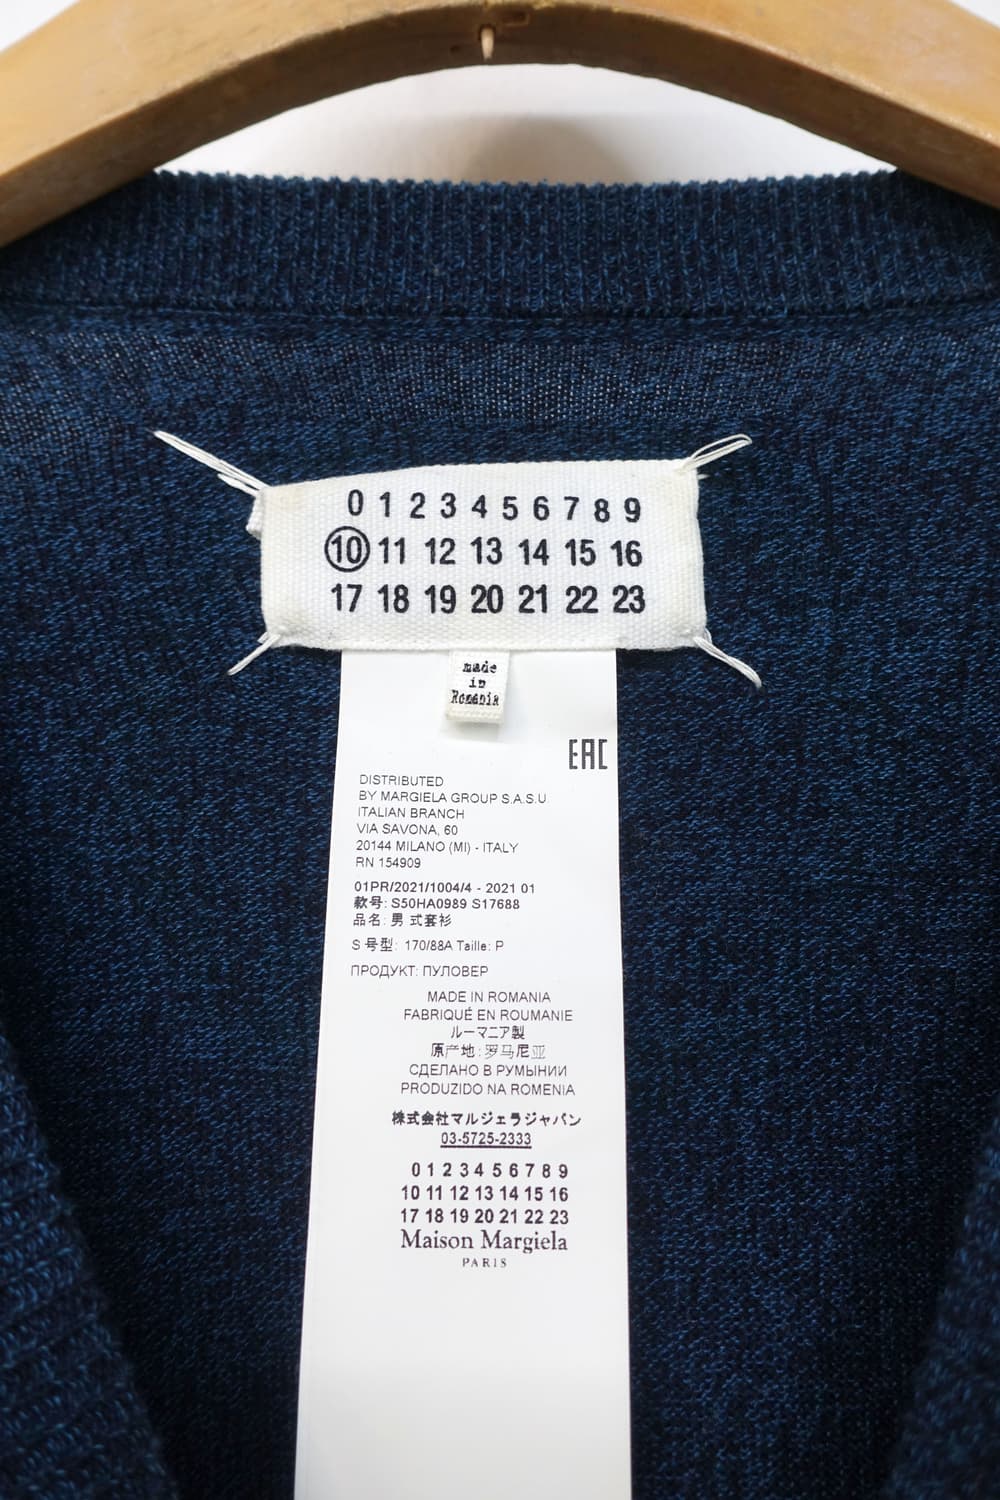 0 1 2 3 4 5 6 7 8 9
10 11 12 13 14 15 16
17 18 19 20 21 22 23
made
in
Romania
EAC
DISTRIBUTED
BY MARGIELA GROUP S.A.S.U.
ITALIAN BRANCH
VIA SAVONA, 60
20144 MILANO (MI) - ITALY
RN 154909
01PR/2021/1004/4 - 2021 01
款号: S50HA0989 S17688
品名: 男 式套衫
S 号型: 170/88A Taille: P
ПРОДУКТ: ПУЛОВЕР
MADE IN ROMANIA
FABRIQUÉ EN ROUMANIE
ルーマニア製
原产地: 罗马尼亚
СДЕЛАНО В РУМЫНИИ
PRODUZIDO NA ROMENIA
株式会社マルジェラジャパン
03-5725-2333
0 1 2 3 4 5 6 7 8 9
10 11 12 13 14 15 16
17 18 19 20 21 22 23
Maison Margiela
PARIS